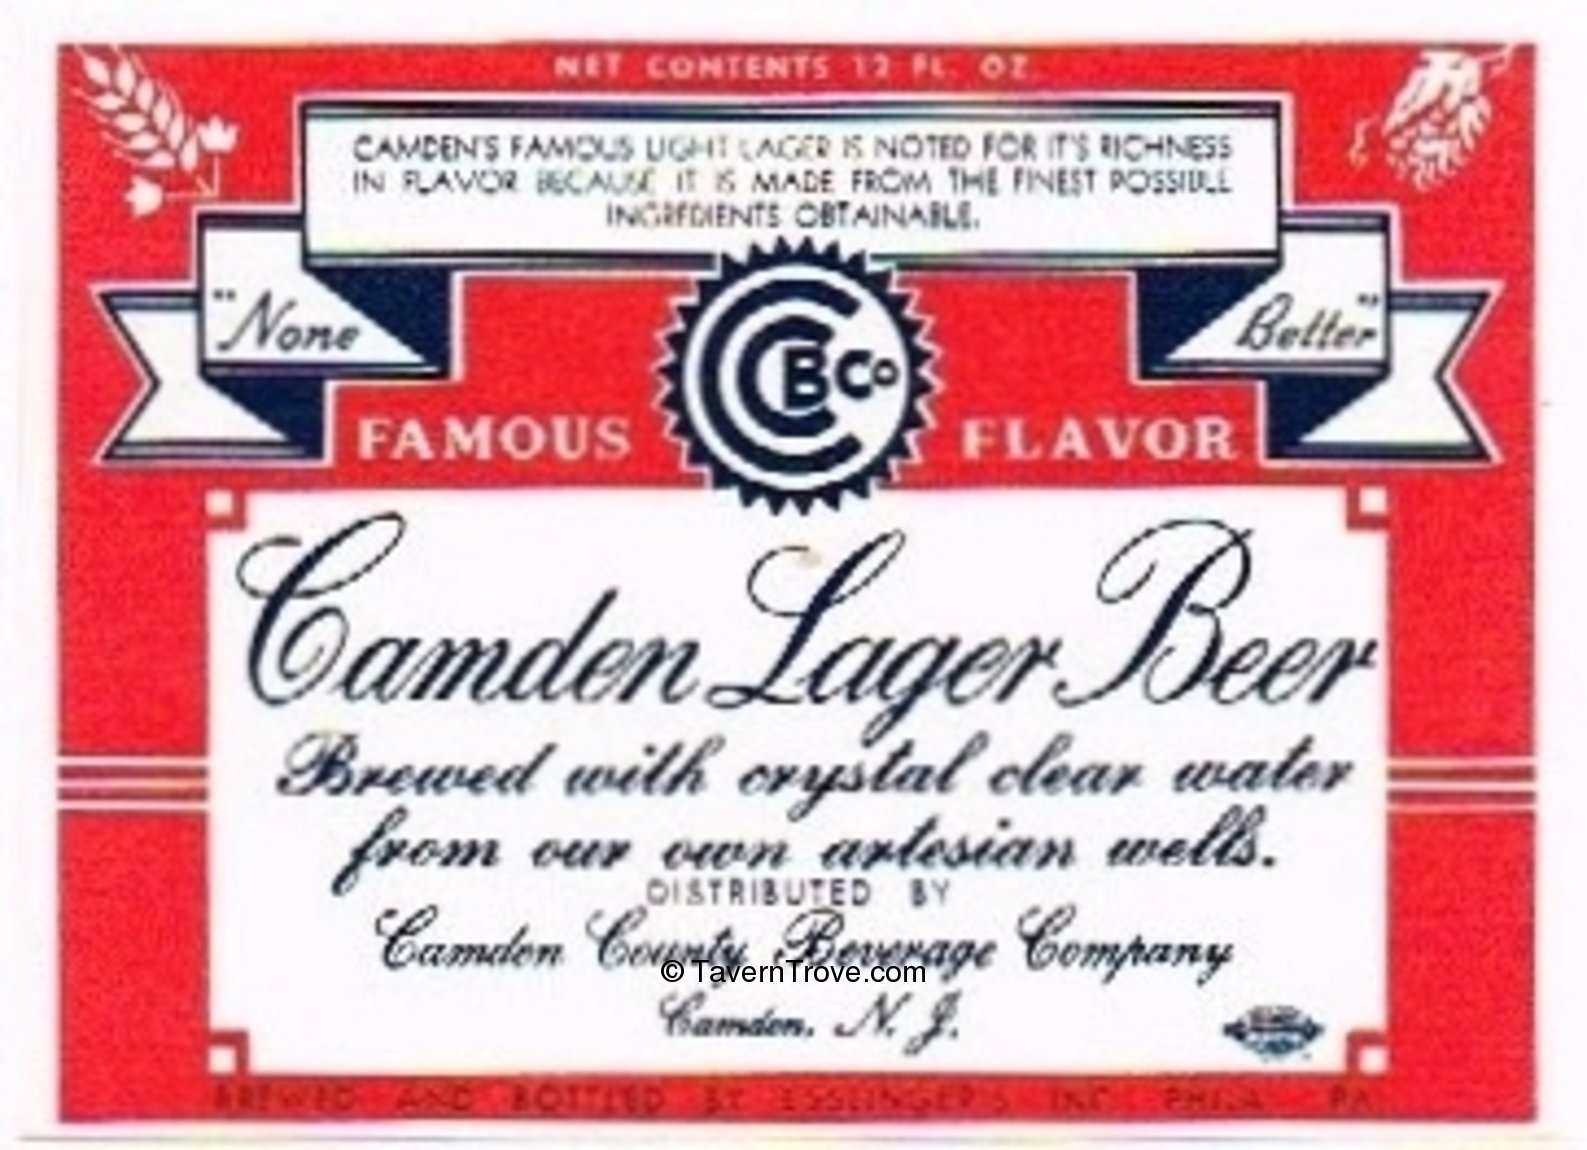 NET CONTENTS 12 FL. OZ.
CAMDEN'S FAMOUS LIGHT LAGER IS NOTED FOR IT'S RICHNESS
IN FLAVOR BECAUSE IT IS MADE FROM THE FINEST POSSIBLE
INGREDIENTS OBTAINABLE.
"None Better"
CCBCo
FAMOUS FLAVOR
Camden Lager Beer
Brewed with crystal clear water
from our own artesian wells.
DISTRIBUTED BY
Camden County Beverage Company
© TavernTrove.com
Camden, N. J.
BREWED AND BOTTLED BY ESSLINGER'S INC PHILA PA